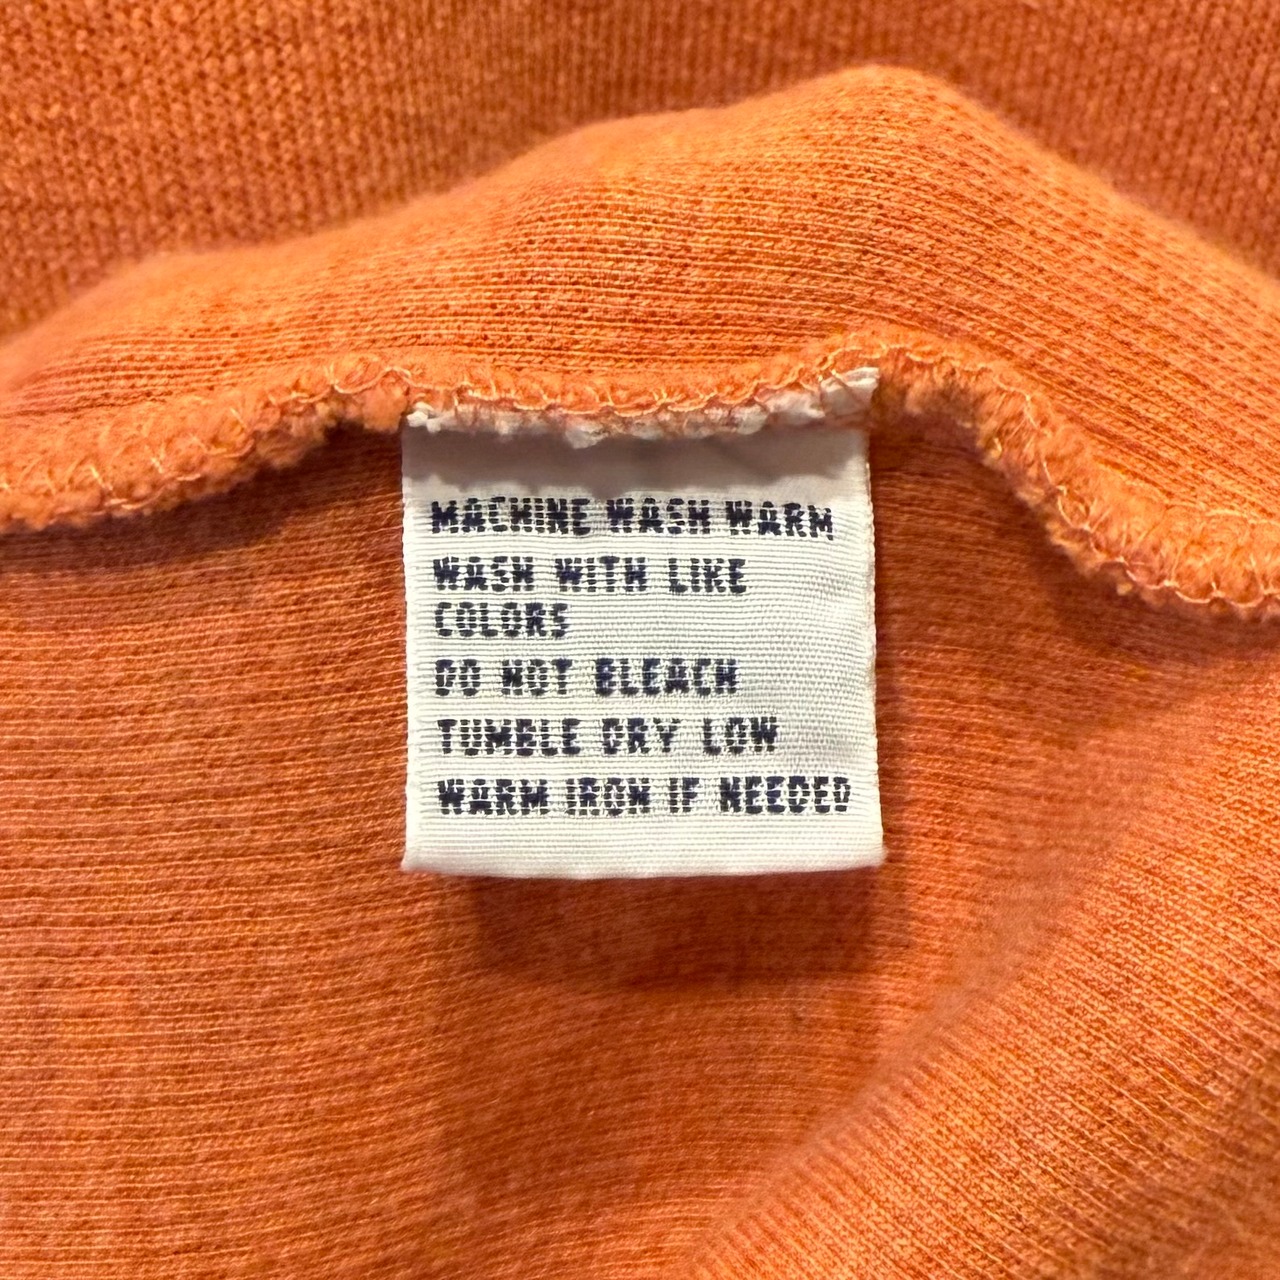 MACHINE WASH WARM
WASH WITH LIKE
COLORS
DO NOT BLEACH
TUMBLE DRY LOW
WARM IRON IF NEEDED